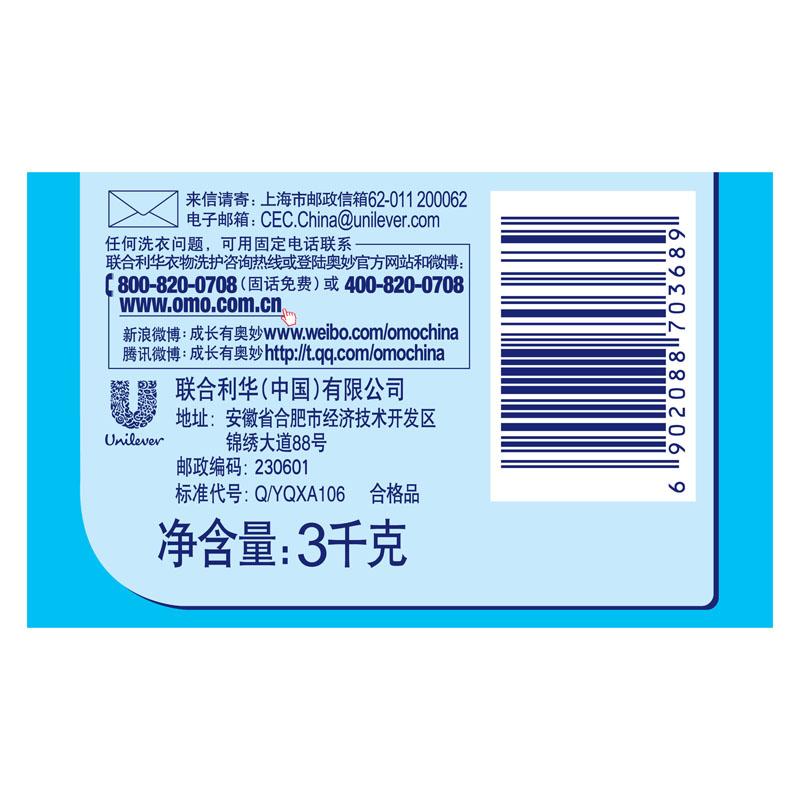 来信请寄：上海市邮政信箱62-011 200062
电子邮箱：CEC.China@unilever.com
任何洗衣问题，可用固定电话联系
联合利华衣物洗护咨询热线或登陆奥妙官方网站和微博：
800-820-0708（固话免费）或 400-820-0708
www.omo.com.cn
新浪微博：成长有奥妙www.weibo.com/omochina
腾讯微博：成长有奥妙http://t.qq.com/omochina
Unilever
联合利华（中国）有限公司
地址：安徽省合肥市经济技术开发区
锦绣大道88号
邮政编码：230601
标准代号：Q/YQXA106 合格品
净含量：3千克
6 902088 703689